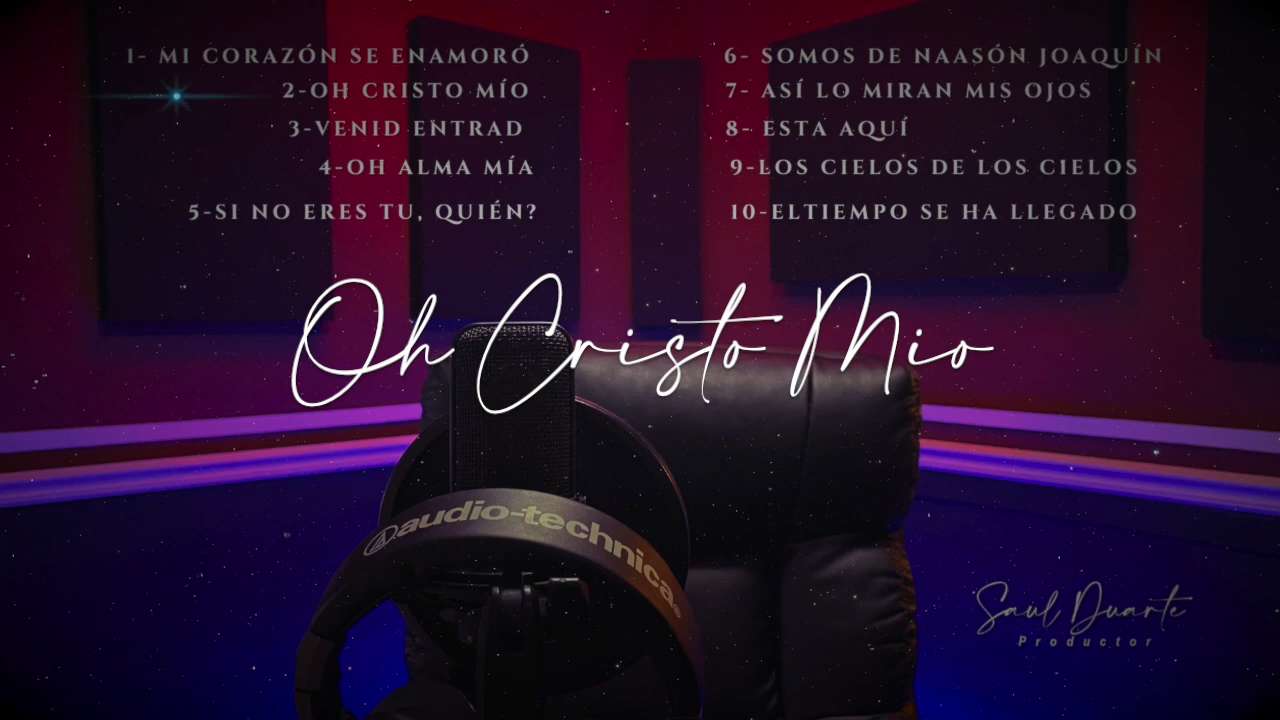 1- MI CORAZÓN SE ENAMORÓ
2-OH CRISTO MÍO
3-VENID ENTRAD
4-OH ALMA MÍA
5-SI NO ERES TU, QUIÉN?
6- SOMOS DE NAASÓN JOAQUÍN
7- ASÍ LO MIRAN MIS OJOS
8- ESTA AQUÍ
9-LOS CIELOS DE LOS CIELOS
10-ELTIEMPO SE HA LLEGADO
Oh Cristo Mio
audio-technica®
Saul Duarte
Productor